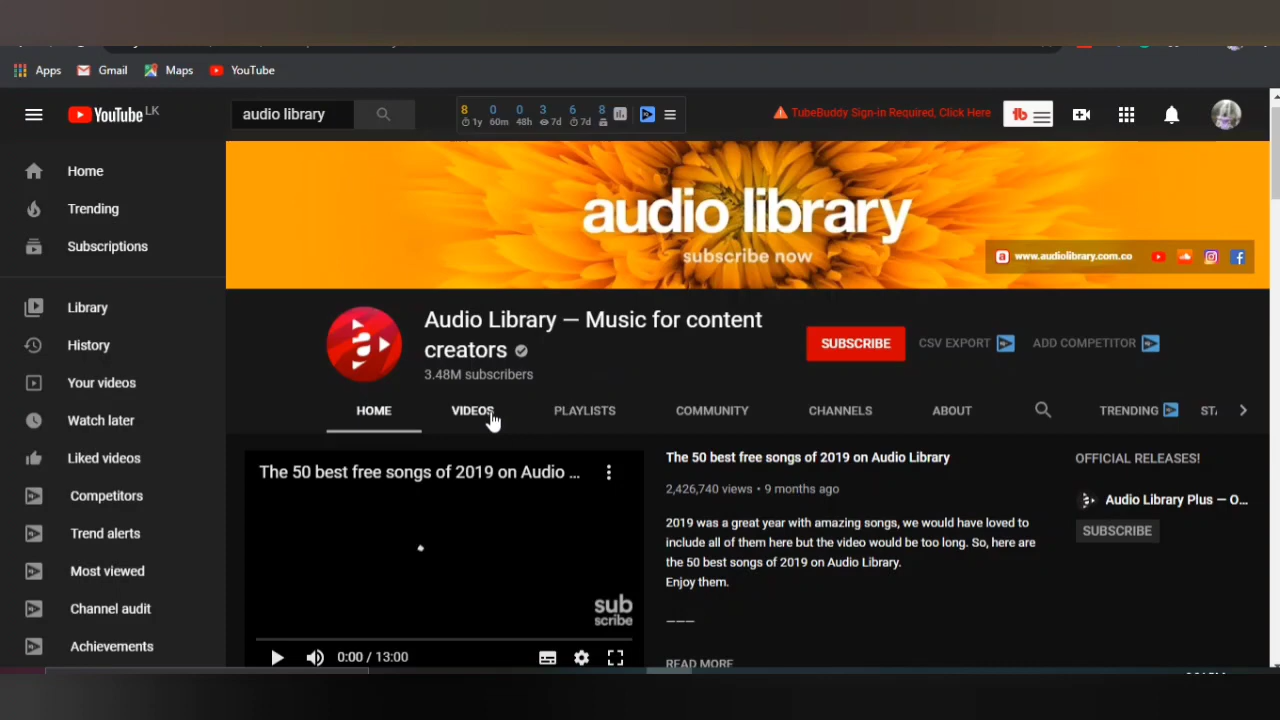 Apps Gmail Maps YouTube
YouTube LK
audio library
8 0 0 3 6 8
1y 60m 48h 7d 7d
TubeBuddy Sign-in Required, Click Here
tb
Home
Trending
Subscriptions
Library
History
Your videos
Watch later
Liked videos
Competitors
Trend alerts
Most viewed
Channel audit
Achievements
audio library
subscribe now
a www.audiolibrary.com.co
a
Audio Library — Music for content
creators
3.48M subscribers
SUBSCRIBE
CSV EXPORT
ADD COMPETITOR
HOME VIDEOS PLAYLISTS COMMUNITY CHANNELS ABOUT TRENDING ST
The 50 best free songs of 2019 on Audio ...
sub
scribe
0:00 / 13:00
The 50 best free songs of 2019 on Audio Library
2,426,740 views • 9 months ago
2019 was a great year with amazing songs, we would have loved to
include all of them here but the video would be too long. So, here are
the 50 best songs of 2019 on Audio Library.
Enjoy them.
———
READ MORE
OFFICIAL RELEASES!
Audio Library Plus — O...
SUBSCRIBE